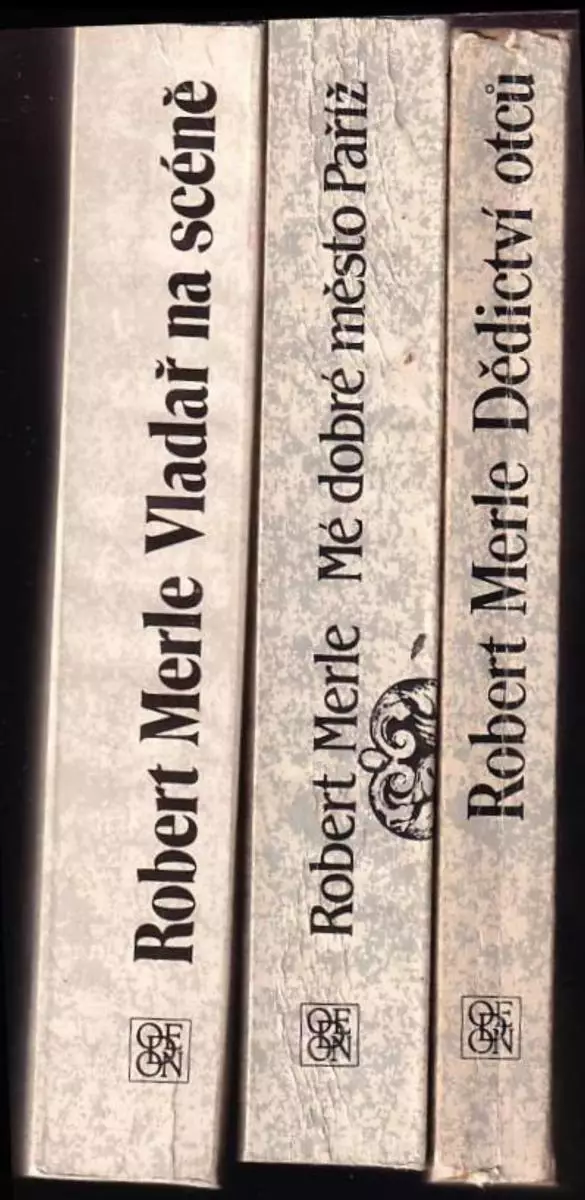 Robert Merle Vladař na scéně
Robert Merle Mé dobré město Paříž
Robert Merle Dědictví otců
ODEON
ODEON
ODEON